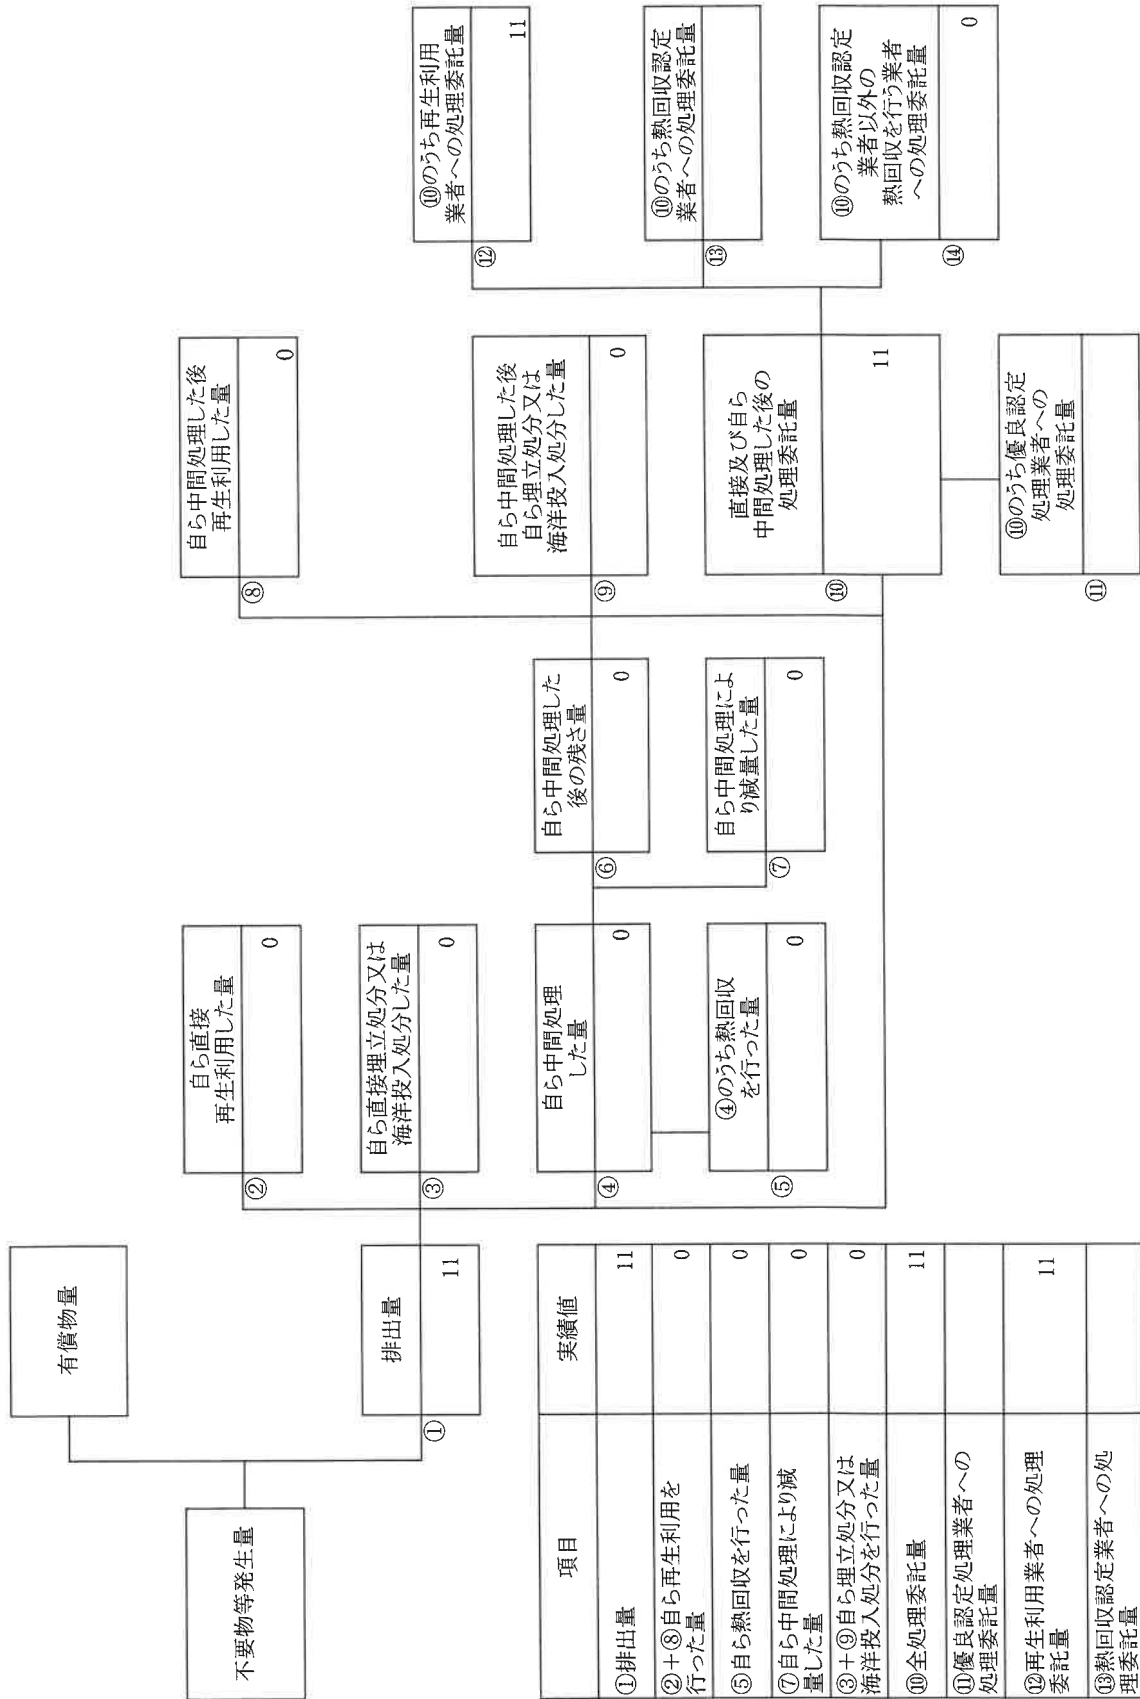 不要物等発生量
有償物量
排出量
①
11
自ら直接
再生利用した量
②
0
自ら直接埋立処分又は
海洋投入処分した量
③
0
自ら中間処理
した量
④
0
④のうち熱回収
を行った量
⑤
0
自ら中間処理した
後の残さ量
⑥
0
自ら中間処理によ
り減量した量
⑦
0
自ら中間処理した後
再生利用した量
⑧
0
自ら中間処理した後
自ら埋立処分又は
海洋投入処分した量
⑨
0
直接及び自ら
中間処理した後の
処理委託量
⑩
11
⑩のうち優良認定
処理業者への
処理委託量
⑪
⑩のうち再生利用
業者への処理委託量
⑫
11
⑩のうち熱回収認定
業者への処理委託量
⑬
⑩のうち熱回収認定
業者以外の
熱回収を行う業者
への処理委託量
⑭
0
項目
実績値
①排出量
11
②+⑧自ら再生利用を
行った量
0
⑤自ら熱回収を行った量
0
⑦自ら中間処理により減
量した量
0
③+⑨自ら埋立処分又は
海洋投入処分を行った量
0
⑩全処理委託量
11
⑪優良認定処理業者への
処理委託量
⑫再生利用業者への処理
委託量
11
⑬熱回収認定業者への処
理委託量